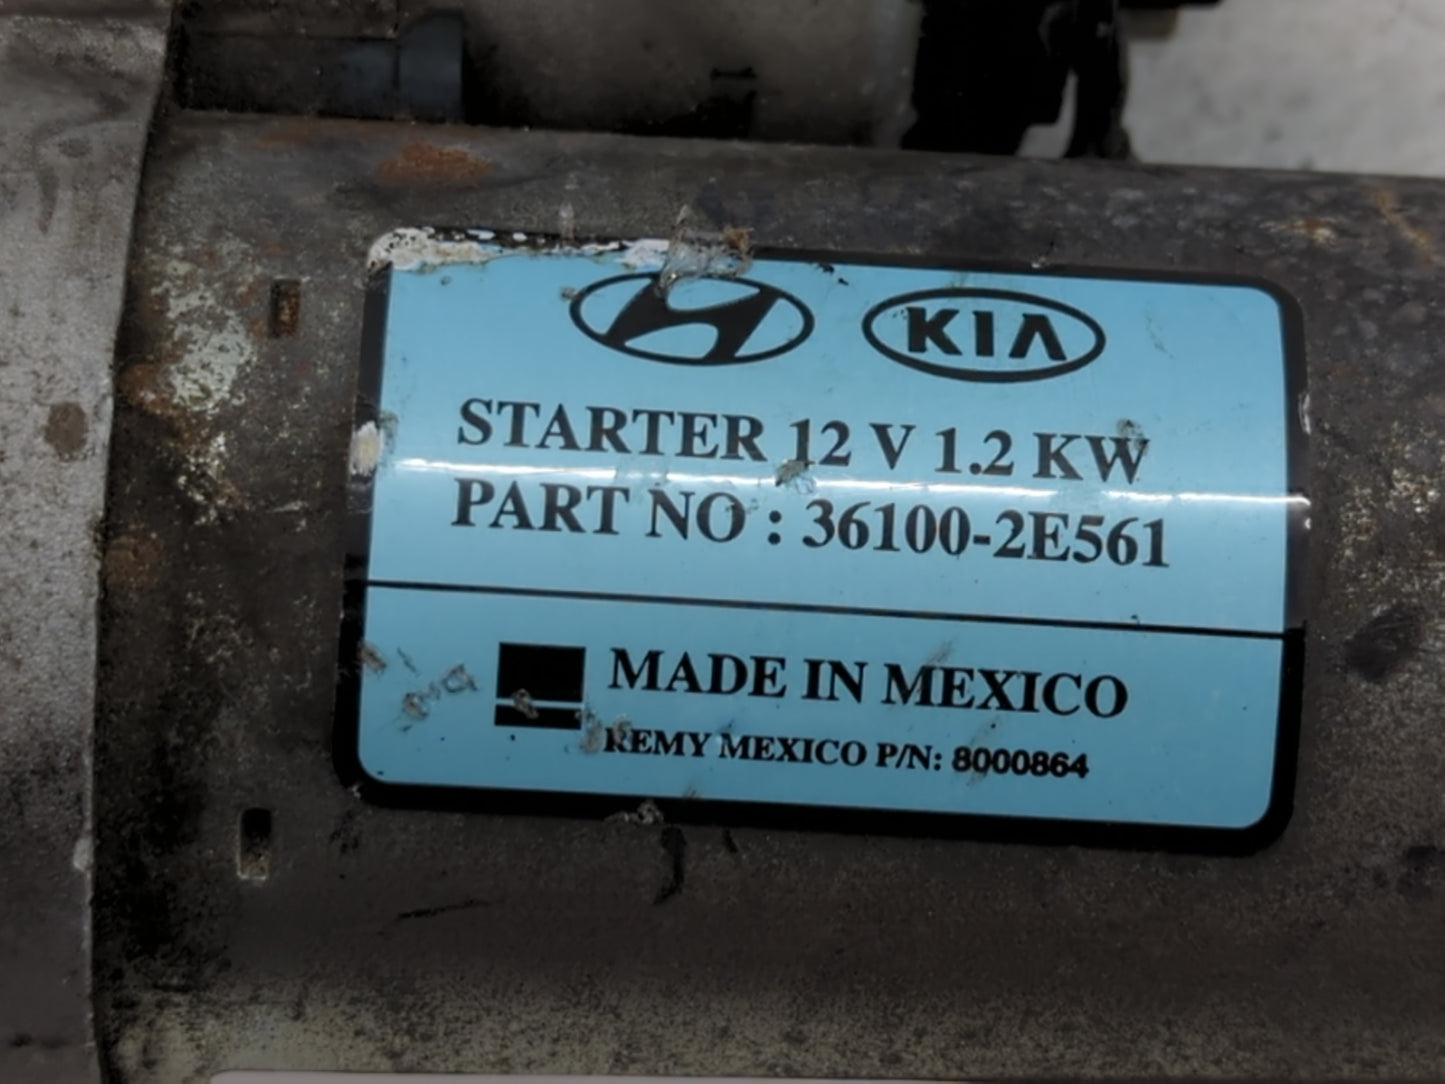 KIA
STARTER 12 V 1.2 KW
PART NO : 36100-2E561
MADE IN MEXICO
REMY MEXICO P/N: 8000864